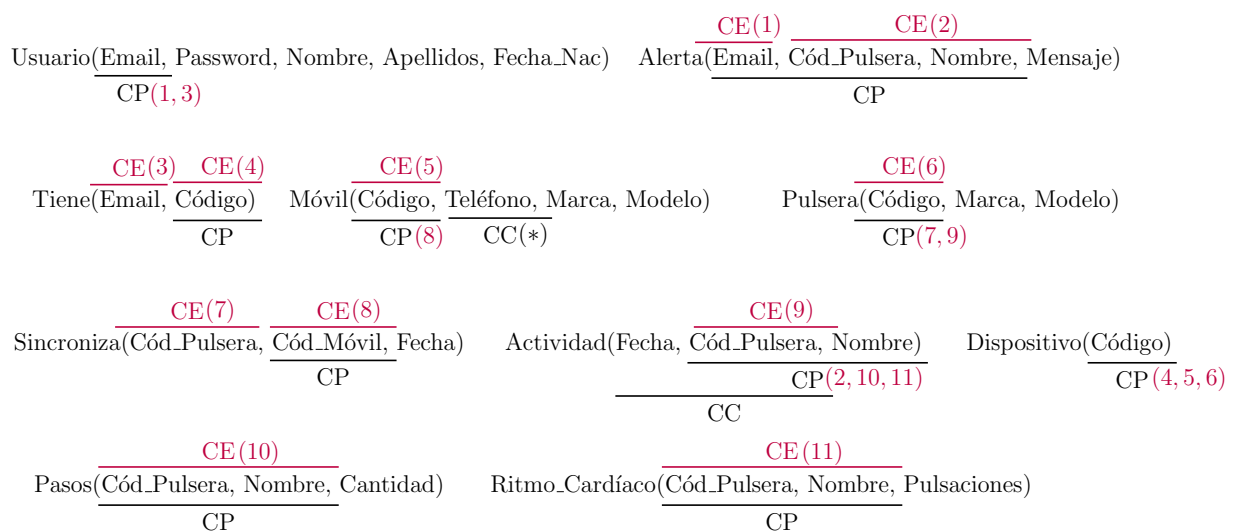 CE(1) CE(2)
Usuario(Email, Password, Nombre, Apellidos, Fecha_Nac) Alerta(Email, Cód_Pulsera, Nombre, Mensaje)
CP(1, 3) CP
CE(3) CE(4) CE(5) CE(6)
Tiene(Email, Código) Móvil(Código, Teléfono, Marca, Modelo) Pulsera(Código, Marca, Modelo)
CP CP(8) CC(*) CP(7, 9)
CE(7) CE(8) CE(9)
Sincroniza(Cód_Pulsera, Cód_Móvil, Fecha) Actividad(Fecha, Cód_Pulsera, Nombre) Dispositivo(Código)
CP CP(2, 10, 11) CP(4, 5, 6)
CC
CE(10) CE(11)
Pasos(Cód_Pulsera, Nombre, Cantidad) Ritmo_Cardíaco(Cód_Pulsera, Nombre, Pulsaciones)
CP CP